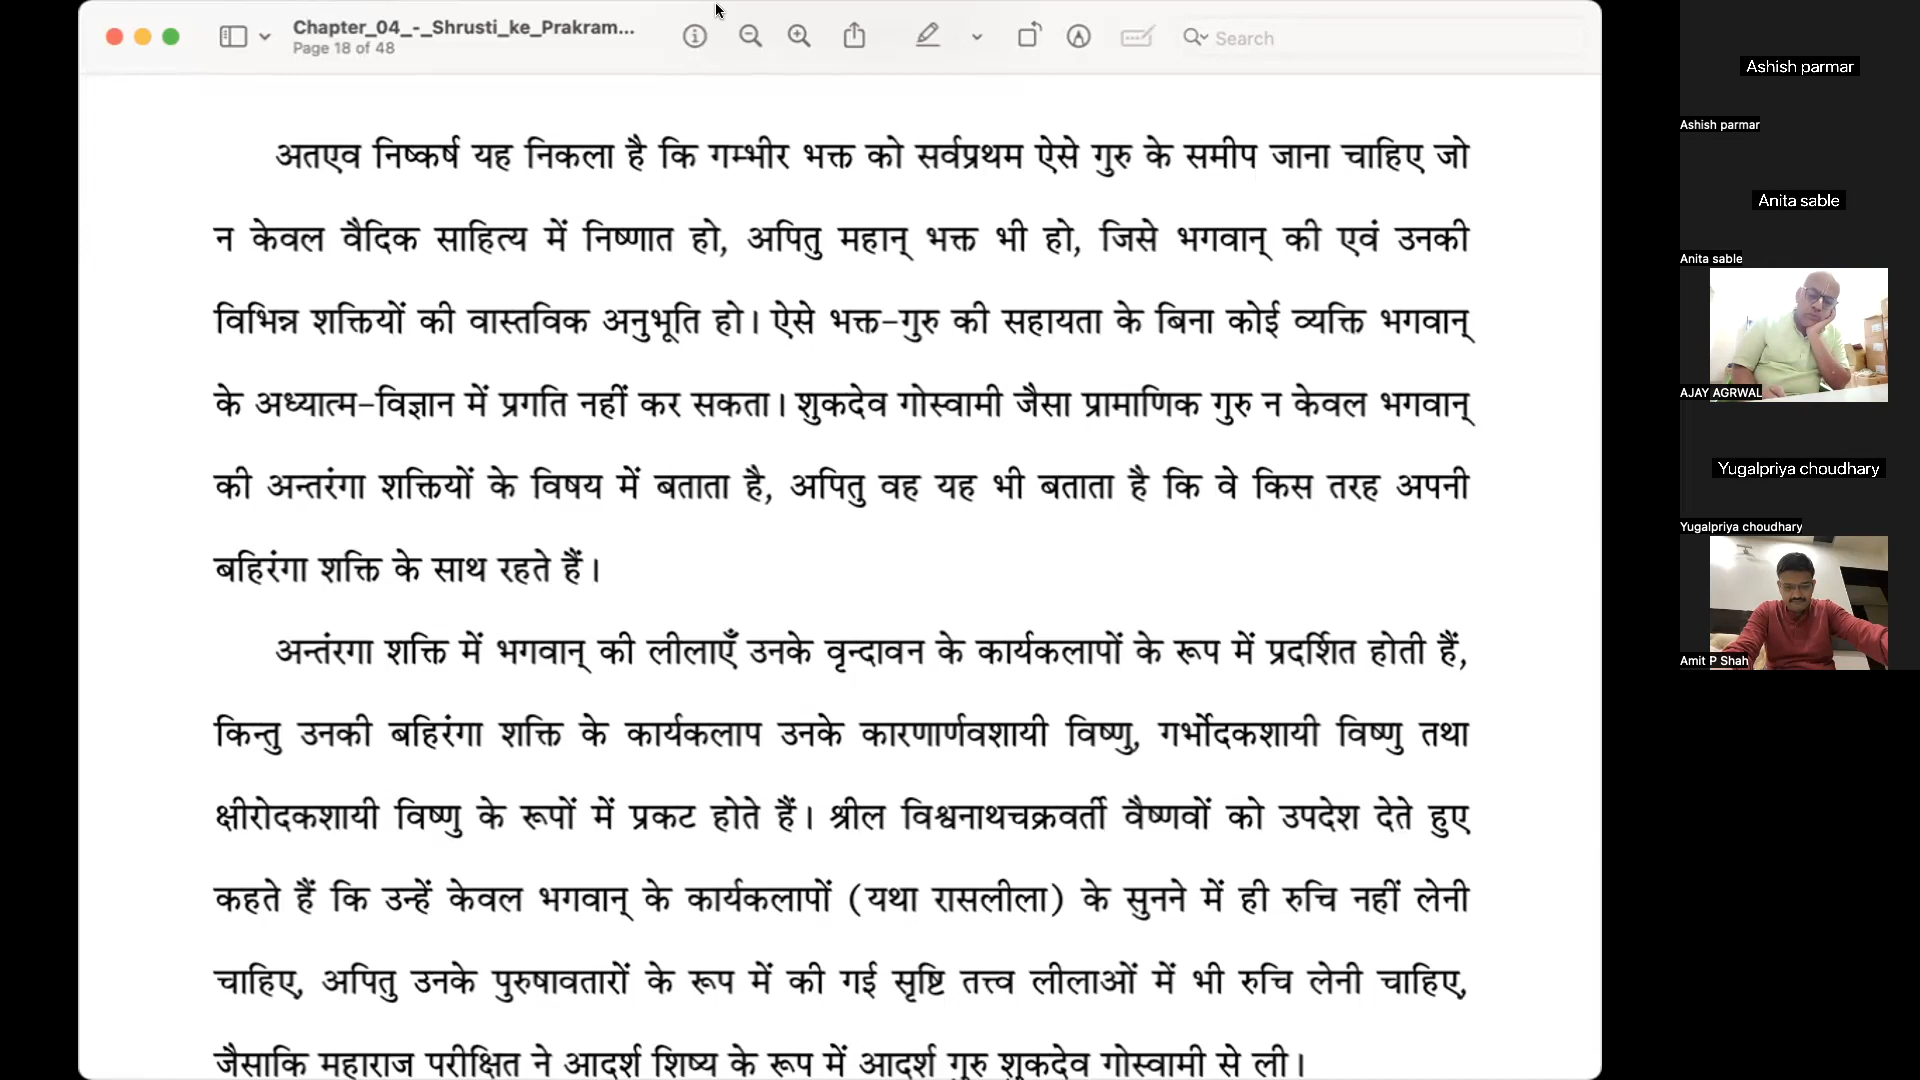 Chapter_04_-_Shrusti_ke_Prakram...
Page 18 of 48
Search
अतएव निष्कर्ष यह निकला है कि गम्भीर भक्त को सर्वप्रथम ऐसे गुरु के समीप जाना चाहिए जो
न केवल वैदिक साहित्य में निष्णात हो, अपितु महान् भक्त भी हो, जिसे भगवान् की एवं उनकी
विभिन्न शक्तियों की वास्तविक अनुभूति हो। ऐसे भक्त-गुरु की सहायता के बिना कोई व्यक्ति भगवान्
के अध्यात्म-विज्ञान में प्रगति नहीं कर सकता। शुकदेव गोस्वामी जैसा प्रामाणिक गुरु न केवल भगवान्
की अन्तरंगा शक्तियों के विषय में बताता है, अपितु वह यह भी बताता है कि वे किस तरह अपनी
बहिरंगा शक्ति के साथ रहते हैं।
अन्तंरगा शक्ति में भगवान् की लीलाएँ उनके वृन्दावन के कार्यकलापों के रूप में प्रदर्शित होती हैं,
किन्तु उनकी बहिरंगा शक्ति के कार्यकलाप उनके कारणार्णवशायी विष्णु, गर्भोदकशायी विष्णु तथा
क्षीरोदकशायी विष्णु के रूपों में प्रकट होते हैं। श्रील विश्वनाथचक्रवर्ती वैष्णवों को उपदेश देते हुए
कहते हैं कि उन्हें केवल भगवान् के कार्यकलापों (यथा रासलीला) के सुनने में ही रुचि नहीं लेनी
चाहिए, अपितु उनके पुरुषावतारों के रूप में की गई सृष्टि तत्त्व लीलाओं में भी रुचि लेनी चाहिए,
जैसाकि महाराज परीक्षित ने आदर्श शिष्य के रूप में आदर्श गुरु शुकदेव गोस्वामी से ली।
Ashish parmar
Ashish parmar
Anita sable
Anita sable
AJAY AGRWAL
Yugalpriya choudhary
Yugalpriya choudhary
Amit P Shah